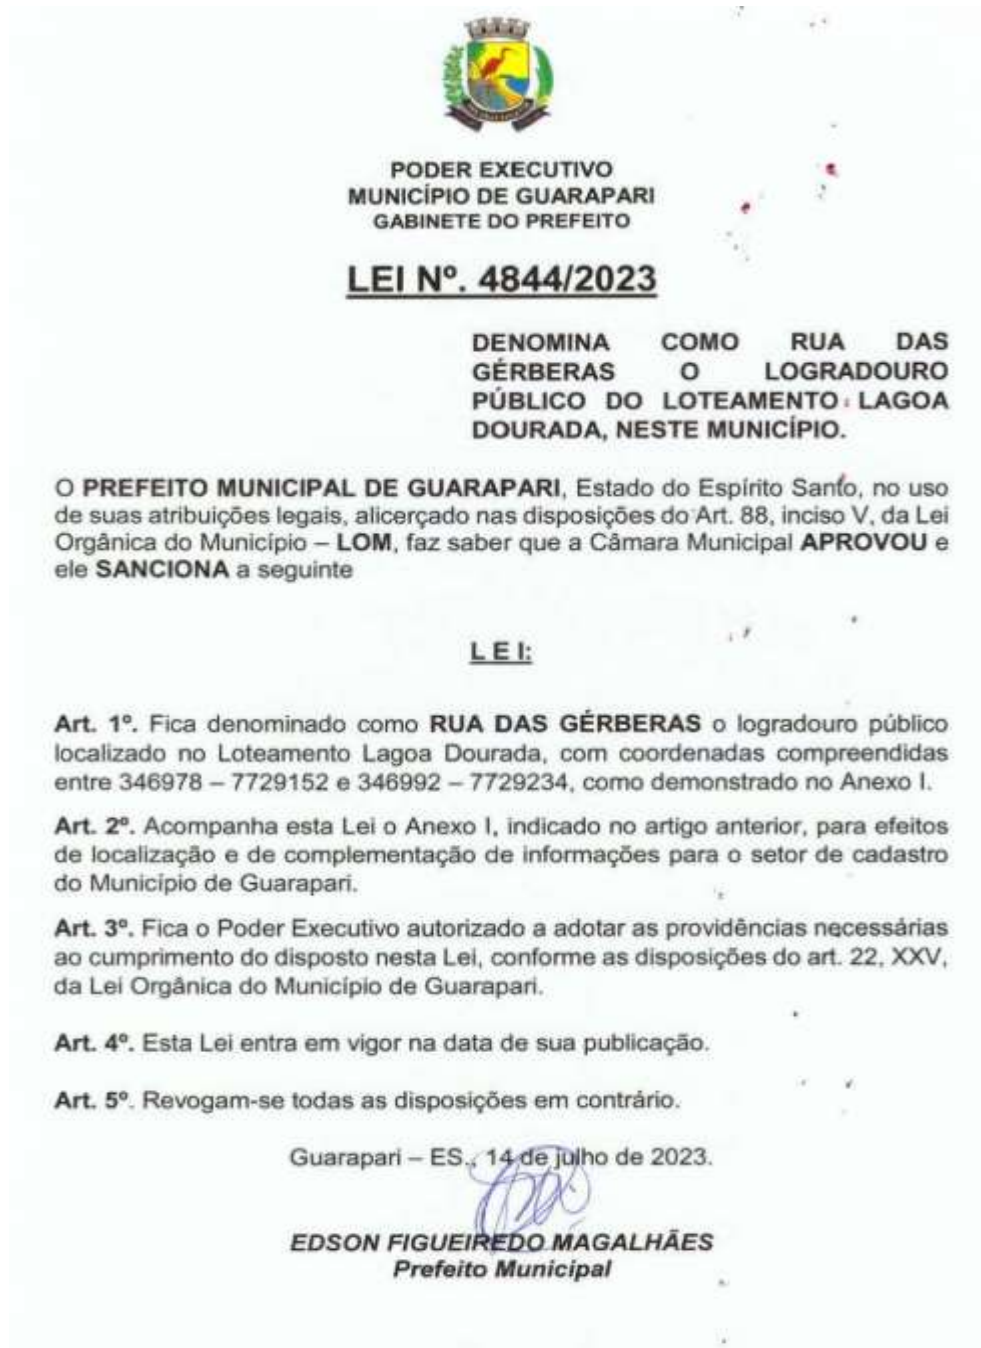 PODER EXECUTIVO
MUNICÍPIO DE GUARAPARI
GABINETE DO PREFEITO
LEI Nº. 4844/2023
DENOMINA COMO RUA DAS
GÉRBERAS O LOGRADOURO
PÚBLICO DO LOTEAMENTO LAGOA
DOURADA, NESTE MUNICÍPIO.
O PREFEITO MUNICIPAL DE GUARAPARI, Estado do Espírito Santo, no uso
de suas atribuições legais, alicerçado nas disposições do Art. 88, inciso V, da Lei
Orgânica do Município – LOM, faz saber que a Câmara Municipal APROVOU e
ele SANCIONA a seguinte
L E I:
Art. 1º. Fica denominado como RUA DAS GÉRBERAS o logradouro público
localizado no Loteamento Lagoa Dourada, com coordenadas compreendidas
entre 346978 – 7729152 e 346992 – 7729234, como demonstrado no Anexo I.
Art. 2º. Acompanha esta Lei o Anexo I, indicado no artigo anterior, para efeitos
de localização e de complementação de informações para o setor de cadastro
do Município de Guarapari.
Art. 3º. Fica o Poder Executivo autorizado a adotar as providências necessárias
ao cumprimento do disposto nesta Lei, conforme as disposições do art. 22, XXV,
da Lei Orgânica do Município de Guarapari.
Art. 4º. Esta Lei entra em vigor na data de sua publicação.
Art. 5º. Revogam-se todas as disposições em contrário.
Guarapari – ES., 14 de julho de 2023.
EDSON FIGUEIREDO MAGALHÃES
Prefeito Municipal